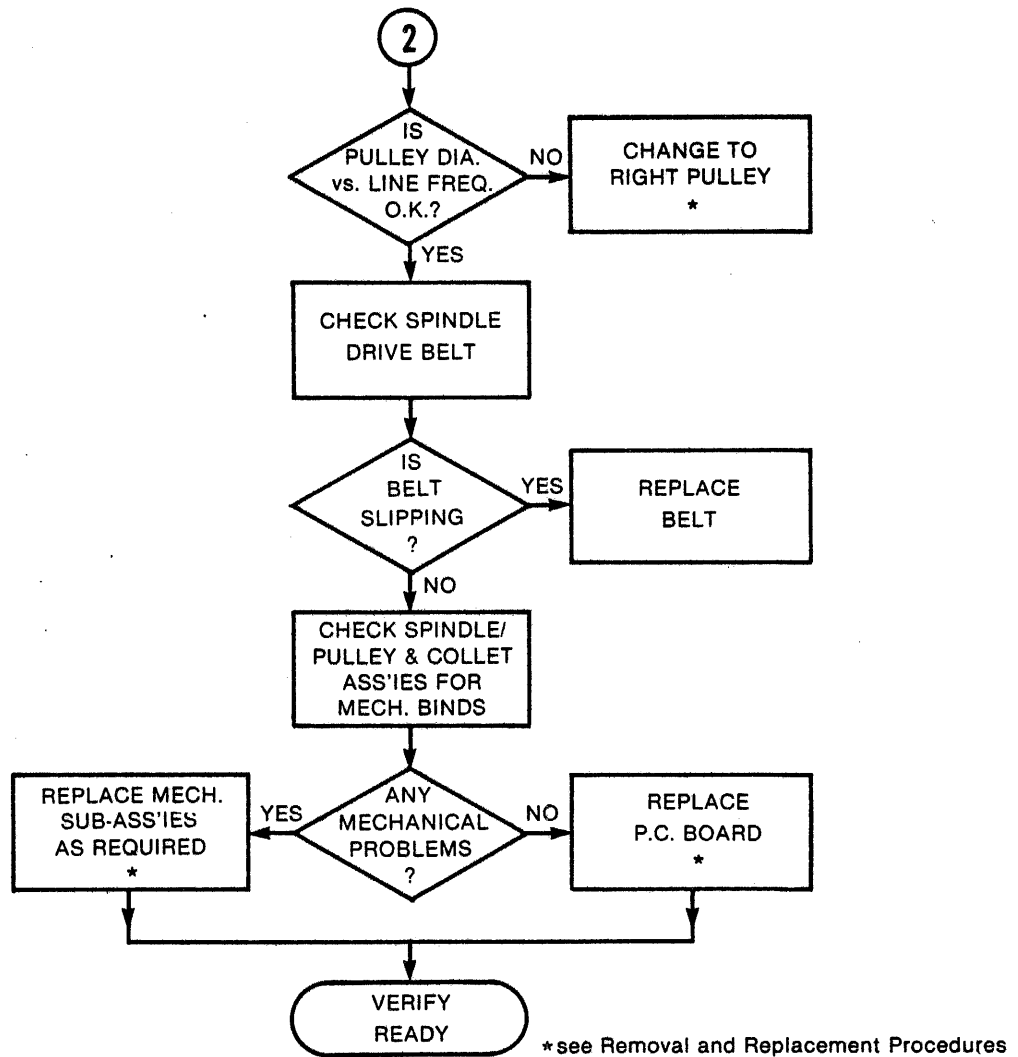 2
IS
PULLEY DIA.
vs. LINE FREQ.
O.K.?
NO
CHANGE TO
RIGHT PULLEY
*
YES
CHECK SPINDLE
DRIVE BELT
IS
BELT
SLIPPING
?
YES
REPLACE
BELT
NO
CHECK SPINDLE/
PULLEY & COLLET
ASS'IES FOR
MECH. BINDS
ANY
MECHANICAL
PROBLEMS
?
YES
REPLACE MECH.
SUB-ASS'IES
AS REQUIRED
*
NO
REPLACE
P.C. BOARD
*
VERIFY
READY
*see Removal and Replacement Procedures